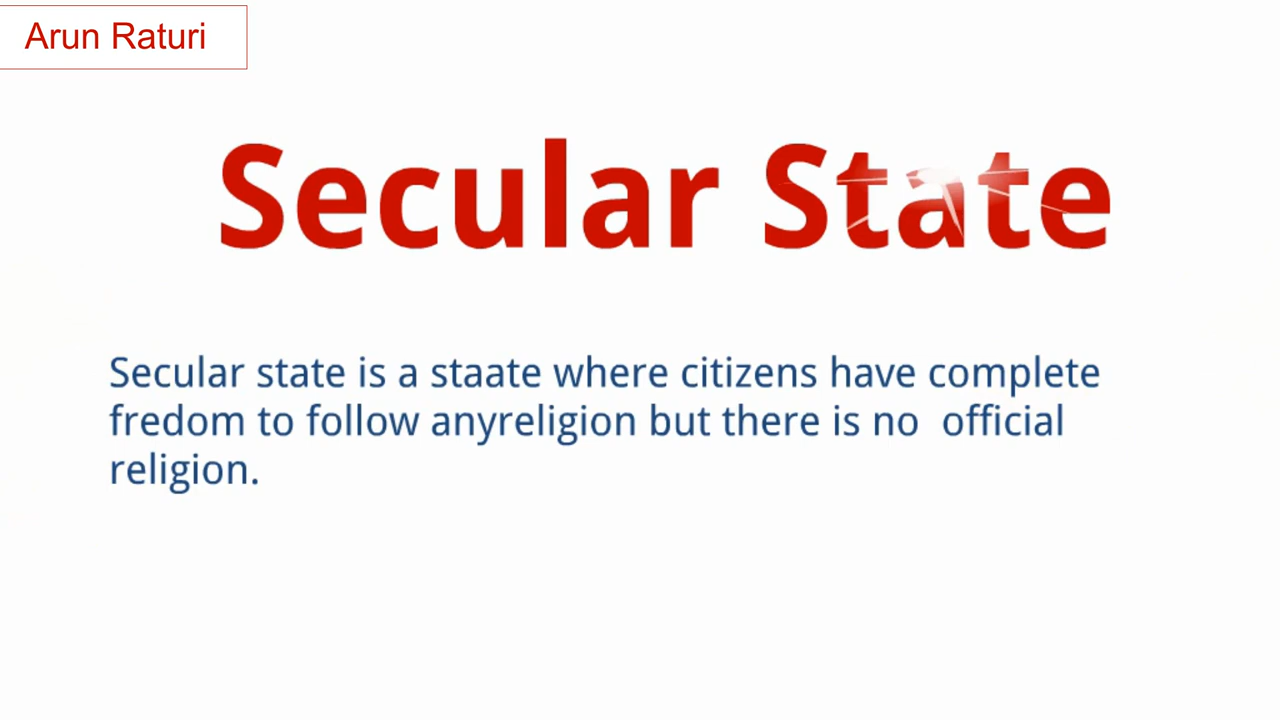 Arun Raturi
Secular State
Secular state is a staate where citizens have complete
fredom to follow anyreligion but there is no  official
religion.